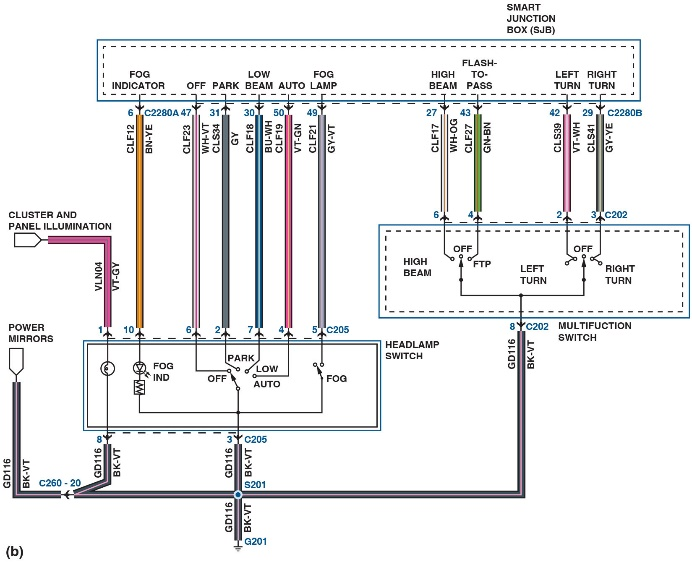 SMART
JUNCTION
BOX (SJB)
FLASH-
FOG LOW FOG HIGH TO- LEFT RIGHT
INDICATOR OFF PARK BEAM AUTO LAMP BEAM PASS TURN TURN
6 C2280A 47 31 30 50 49 27 43 42 29 C2280B
CLF12 BN-YE
CLF23 WH-VT
CLS34 GY
CLF18 BU-WH
CLF19 VT-GN
CLF21 GY-VT
CLF17 WH-OG
CLF27 GN-BN
CLS39 VT-WH
CLS41 GY-YE
6 4 2 3 C202
CLUSTER AND
PANEL ILLUMINATION
VLN04 VT-GY
HIGH
BEAM
OFF
FTP
LEFT
TURN
OFF
RIGHT
TURN
8 C202
MULTIFUCTION
SWITCH
GD116 BK-VT
POWER
MIRRORS
1 10 6 2 7 4 5 C205
HEADLAMP
SWITCH
FOG
IND
PARK
OFF
LOW
AUTO
FOG
8 3 C205
GD116 BK-VT
GD116 BK-VT
GD116 BK-VT
C260 - 20
S201
GD116 BK-VT
G201
(b)